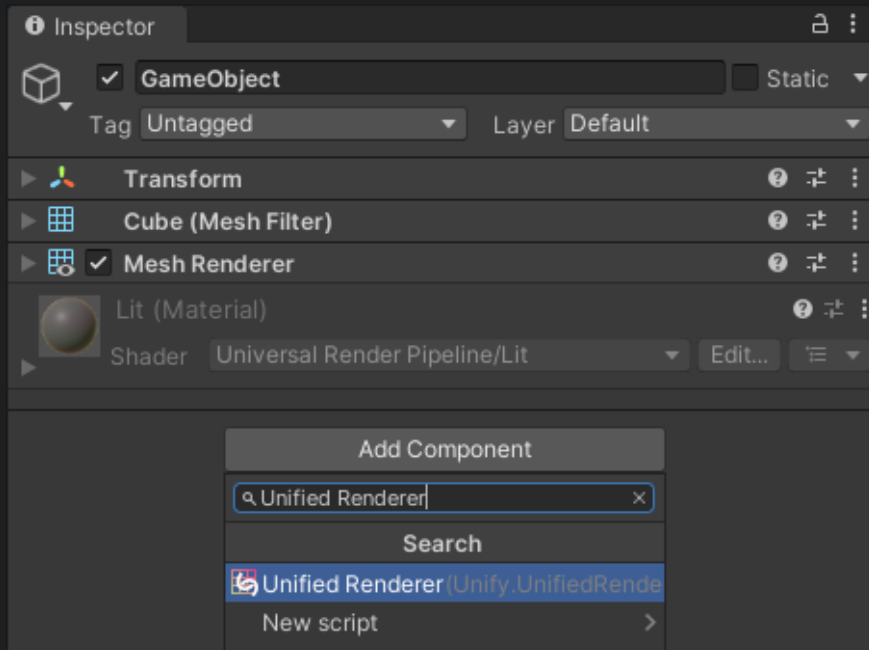 Inspector
GameObject Static
Tag Untagged Layer Default
Transform
Cube (Mesh Filter)
Mesh Renderer
Lit (Material)
Shader Universal Render Pipeline/Lit Edit...
Add Component
Unified Renderer
Search
Unified Renderer(Unify.UnifiedRende
New script